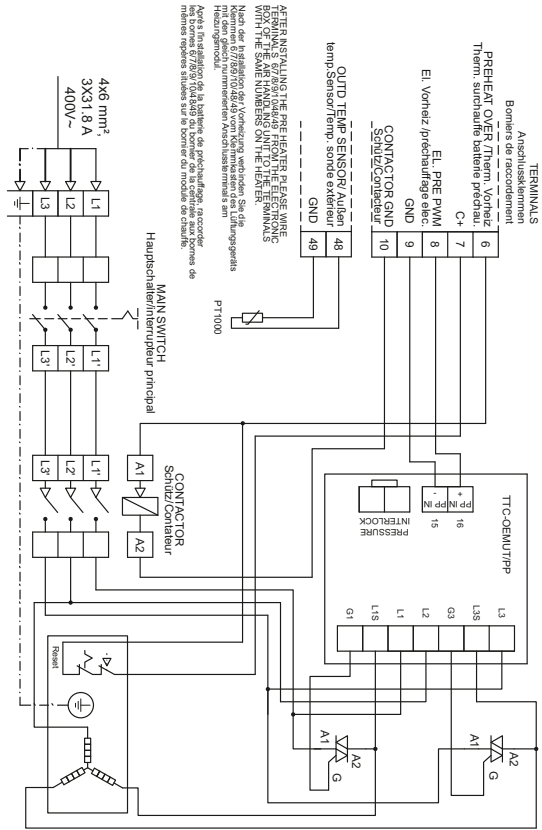 TERMINALS
Anschlussklemmen
Borniers de raccordement
PREHEAT OVER /Therm. Vorheiz
Therm. surchauffe batterie préchau.
C+
EL PRE PWM
El. Vorheiz /préchauffage elec.
GND
CONTACTOR GND
Schütz/Contacteur
6
7
8
9
10
OUTD TEMP SENSOR/ Außen
temp.Sensor/Temp. sonde extérieur
GND
48
49
PT1000
AFTER INSTALLING THE PRE HEATER PLEASE WIRE
TERMINALS 6/7/8/9/10/48/49 FROM THE ELECTRONIC
BOX OF THE AIR HANDLING UNIT TO THE TERMINALS
WITH THE SAME NUMBERS ON THE HEATER.
Nach der Installation der Vorheizung verbinden Sie die
Klemmen 6/7/8/9/10/48/49 vom Klemmkasten des Lüftungsgeräts
mit den gleich nummerierten Anschlussterminals am
Heizungsmodul.
Après l'installation de la batterie de préchauffage, raccorder
les bornes 6/7/8/9/10/48/49 du bornier de la centrale aux bornes de
mêmes repères situées sur le bornier du module de chauffe.
TTC-OEMUT/PP
+
PP IN
-
PP IN
16
15
PRESSURE
INTERLOCK
G1
L1S
L1
L2
G3
L3S
L3
4x6 mm²,
3X31.8 A
400V~
L1
L2
L3
MAIN SWITCH
Hauptschalter/interrupteur principal
L1'
L2'
L3'
CONTACTOR
Schütz/Contateur
A1
A2
L1'
L2'
L3'
Reset
A1
A2
G
A1
A2
G